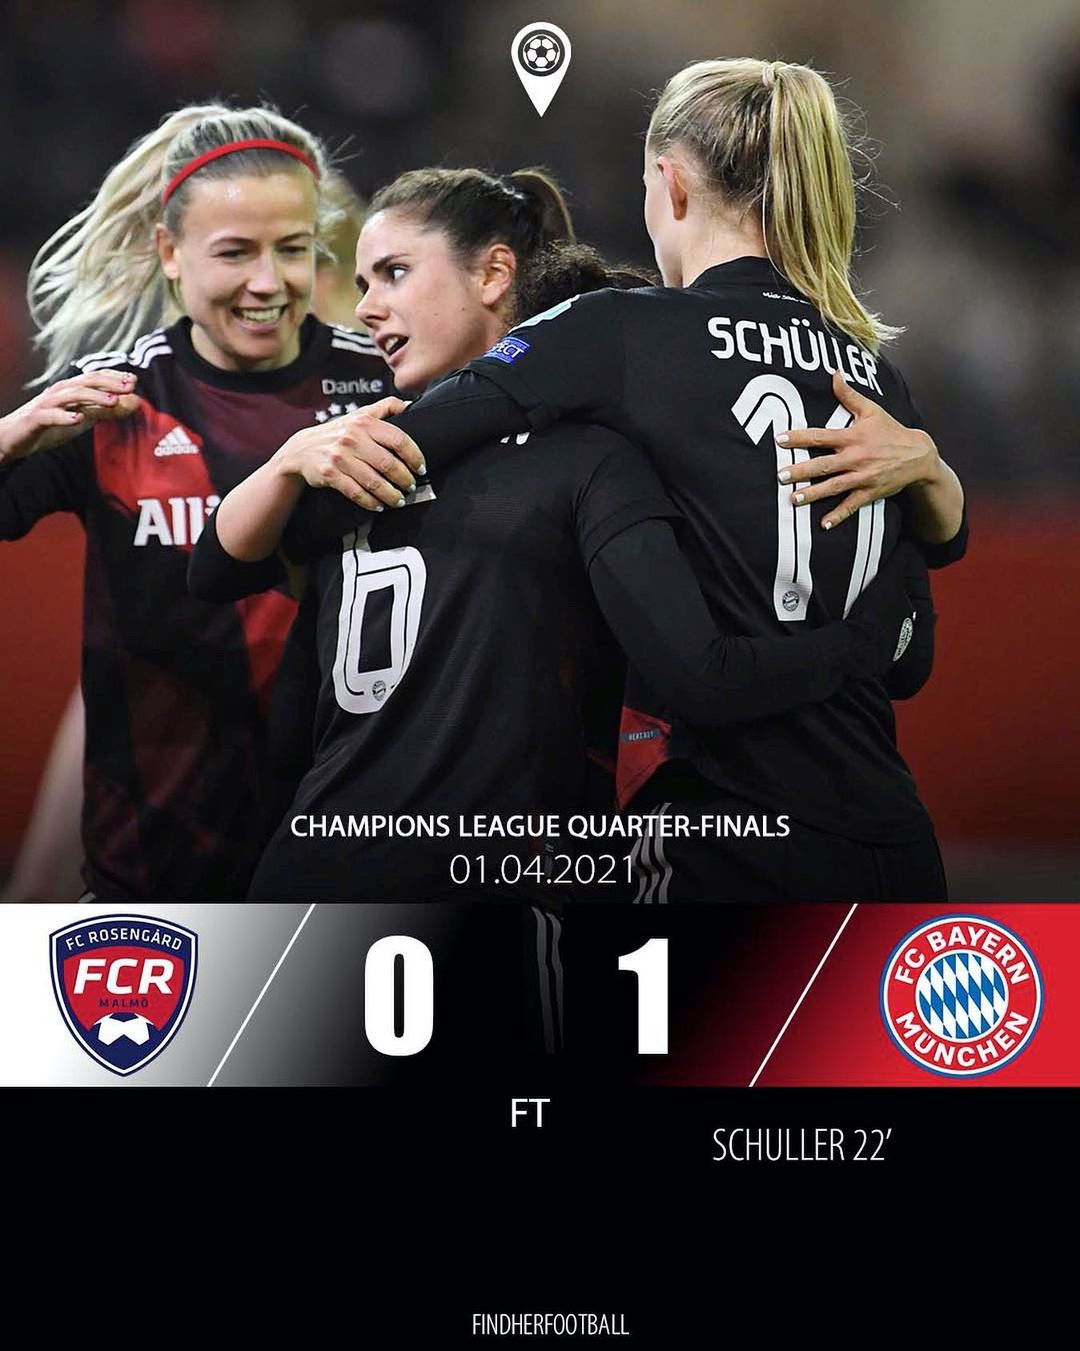 SCHÜLLER
11
Danke
adidas
Alli
6
CHAMPIONS LEAGUE QUARTER-FINALS
01.04.2021
FC ROSENGÅRD
FCR
MALMÖ
0 1
FC BAYERN
MÜNCHEN
FT
SCHULLER 22’
FINDHERFOOTBALL